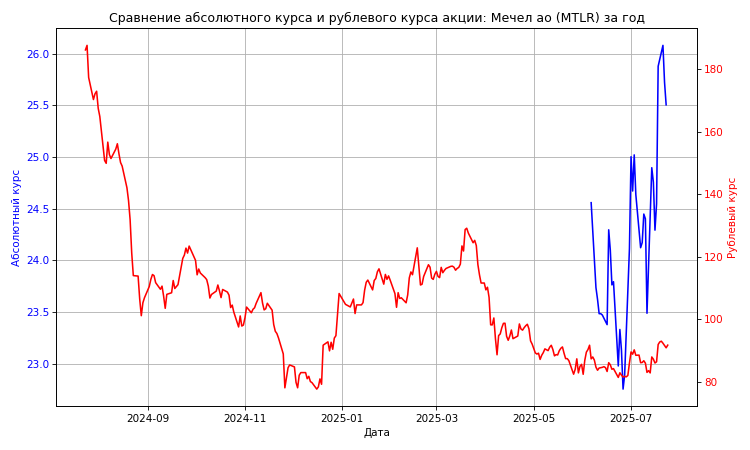 Сравнение абсолютного курса и рублевого курса акции: Мечел ао (MTLR) за год
Абсолютный курс
26.0
25.5
25.0
24.5
24.0
23.5
23.0
180
160
140
120
100
80
Рублевый курс
2024-09 2024-11 2025-01 2025-03 2025-05 2025-07
Дата